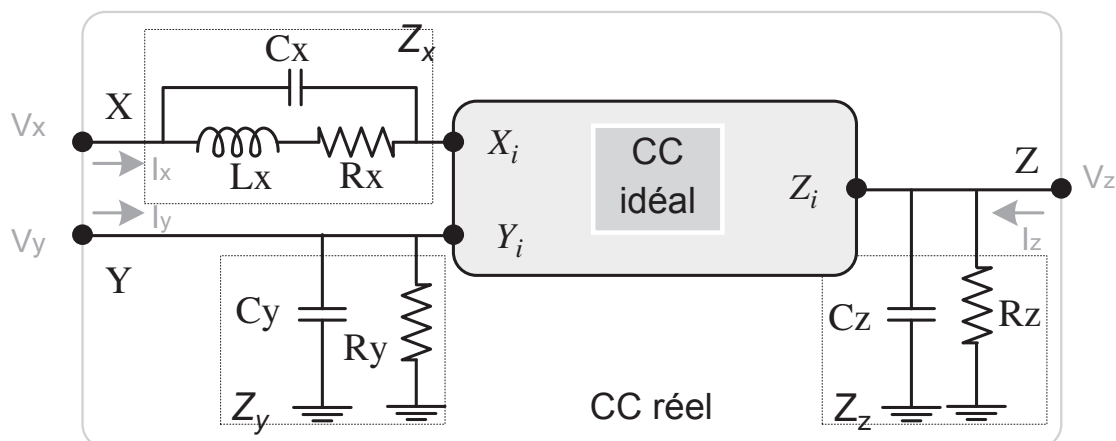 Cx
Zx
X
Vx
Ix
Lx
Rx
Xi
CC
idéal
Zi
Z
Vz
Iz
Iy
Vy
Yi
Y
Cy
Ry
Zy
Cz
Rz
Zz
CC réel